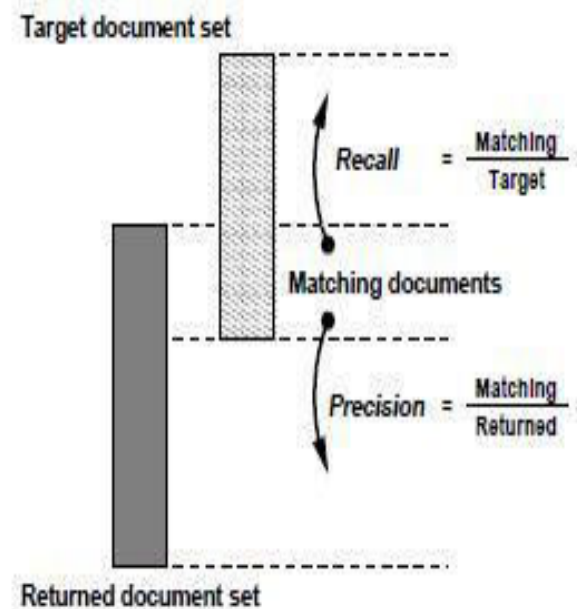 Target document set
Recall = Matching
Target
Matching documents
Precision = Matching
Returned
Returned document set